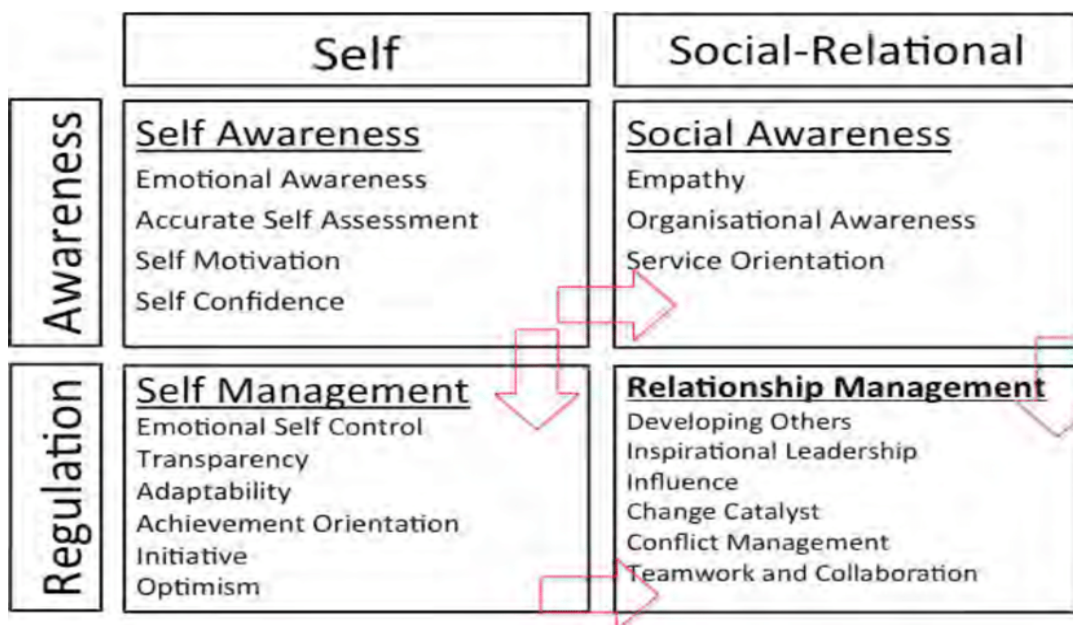 Self
Social-Relational
Awareness
Self Awareness
Emotional Awareness
Accurate Self Assessment
Self Motivation
Self Confidence
Social Awareness
Empathy
Organisational Awareness
Service Orientation
Regulation
Self Management
Emotional Self Control
Transparency
Adaptability
Achievement Orientation
Initiative
Optimism
Relationship Management
Developing Others
Inspirational Leadership
Influence
Change Catalyst
Conflict Management
Teamwork and Collaboration